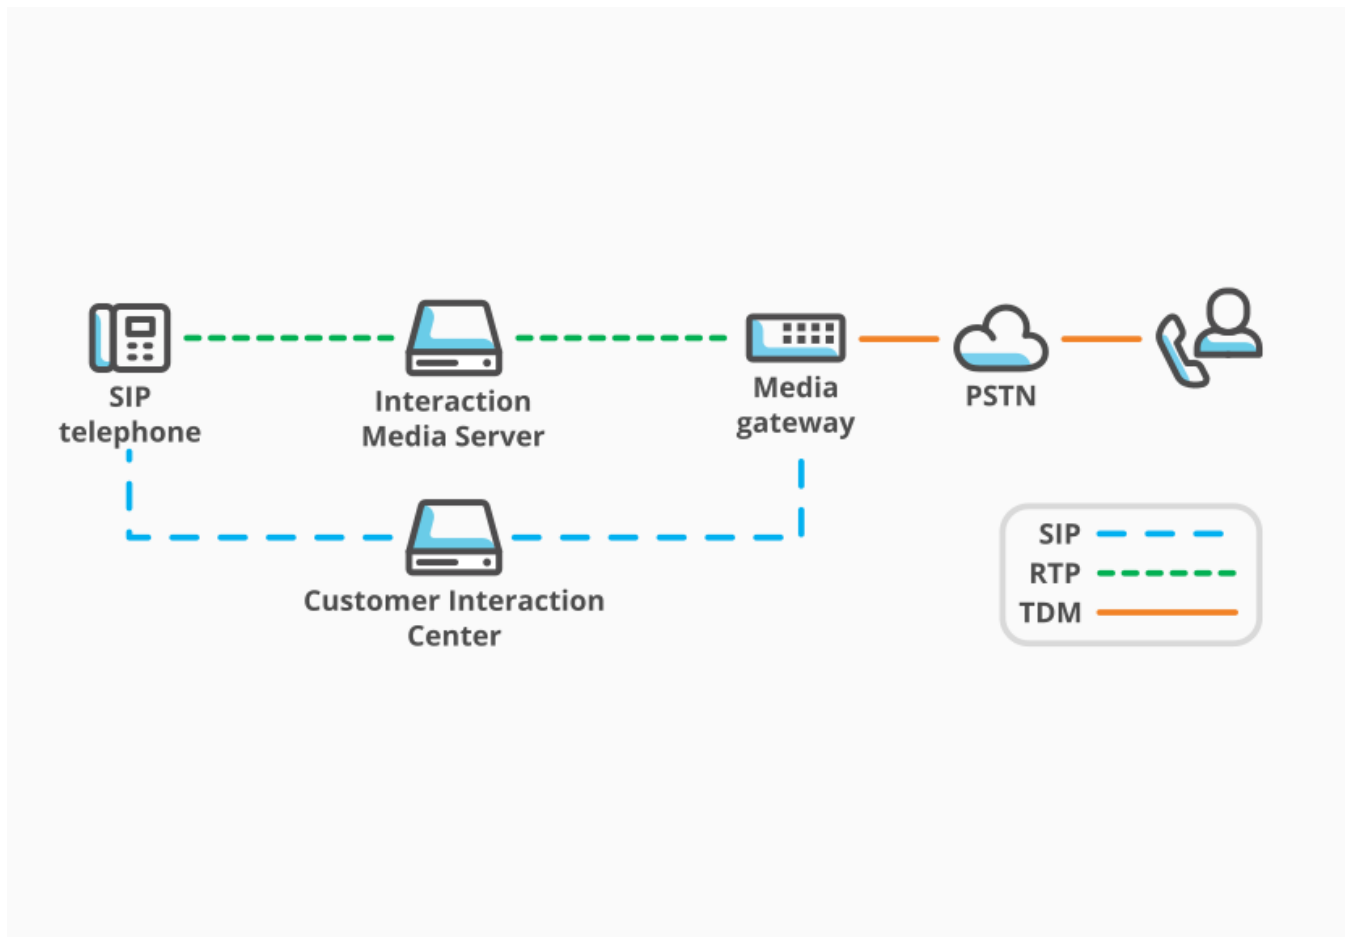 SIP
telephone
Interaction
Media Server
Media
gateway
PSTN
Customer Interaction
Center
SIP
RTP
TDM